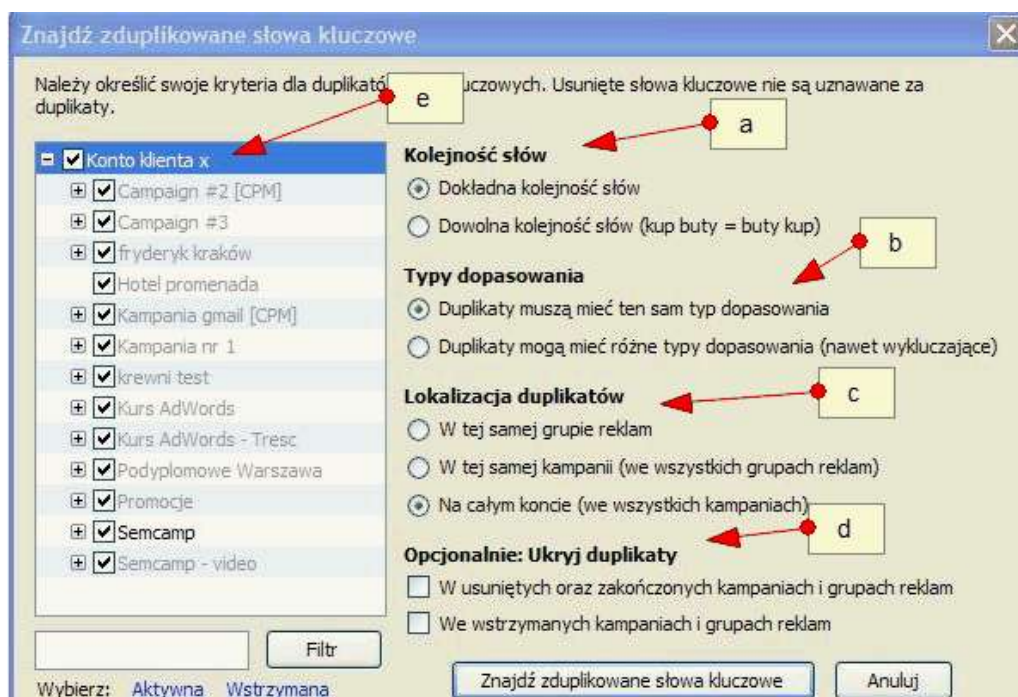 Znajdź zduplikowane słowa kluczowe
Należy określić swoje kryteria dla duplikató uczowych. Usunięte słowa kluczowe nie są uznawane za
duplikaty.
e
a
Konto klienta x
Campaign #2 [CPM]
Campaign #3
fryderyk kraków
Hotel promenada
Kampania gmail [CPM]
Kampania nr 1
krewni test
Kurs AdWords
Kurs AdWords - Tresc
Podyplomowe Warszawa
Promocje
Semcamp
Semcamp - video
Filtr
Wybierz: Aktywna Wstrzymana
Kolejność słów
Dokładna kolejność słów
Dowolna kolejność słów (kup buty = buty kup)
b
Typy dopasowania
Duplikaty muszą mieć ten sam typ dopasowania
Duplikaty mogą mieć różne typy dopasowania (nawet wykluczające)
Lokalizacja duplikatów
c
W tej samej grupie reklam
W tej samej kampanii (we wszystkich grupach reklam)
Na całym koncie (we wszystkich kampaniach)
d
Opcjonalnie: Ukryj duplikaty
W usuniętych oraz zakończonych kampaniach i grupach reklam
We wstrzymanych kampaniach i grupach reklam
Znajdź zduplikowane słowa kluczowe
Anuluj